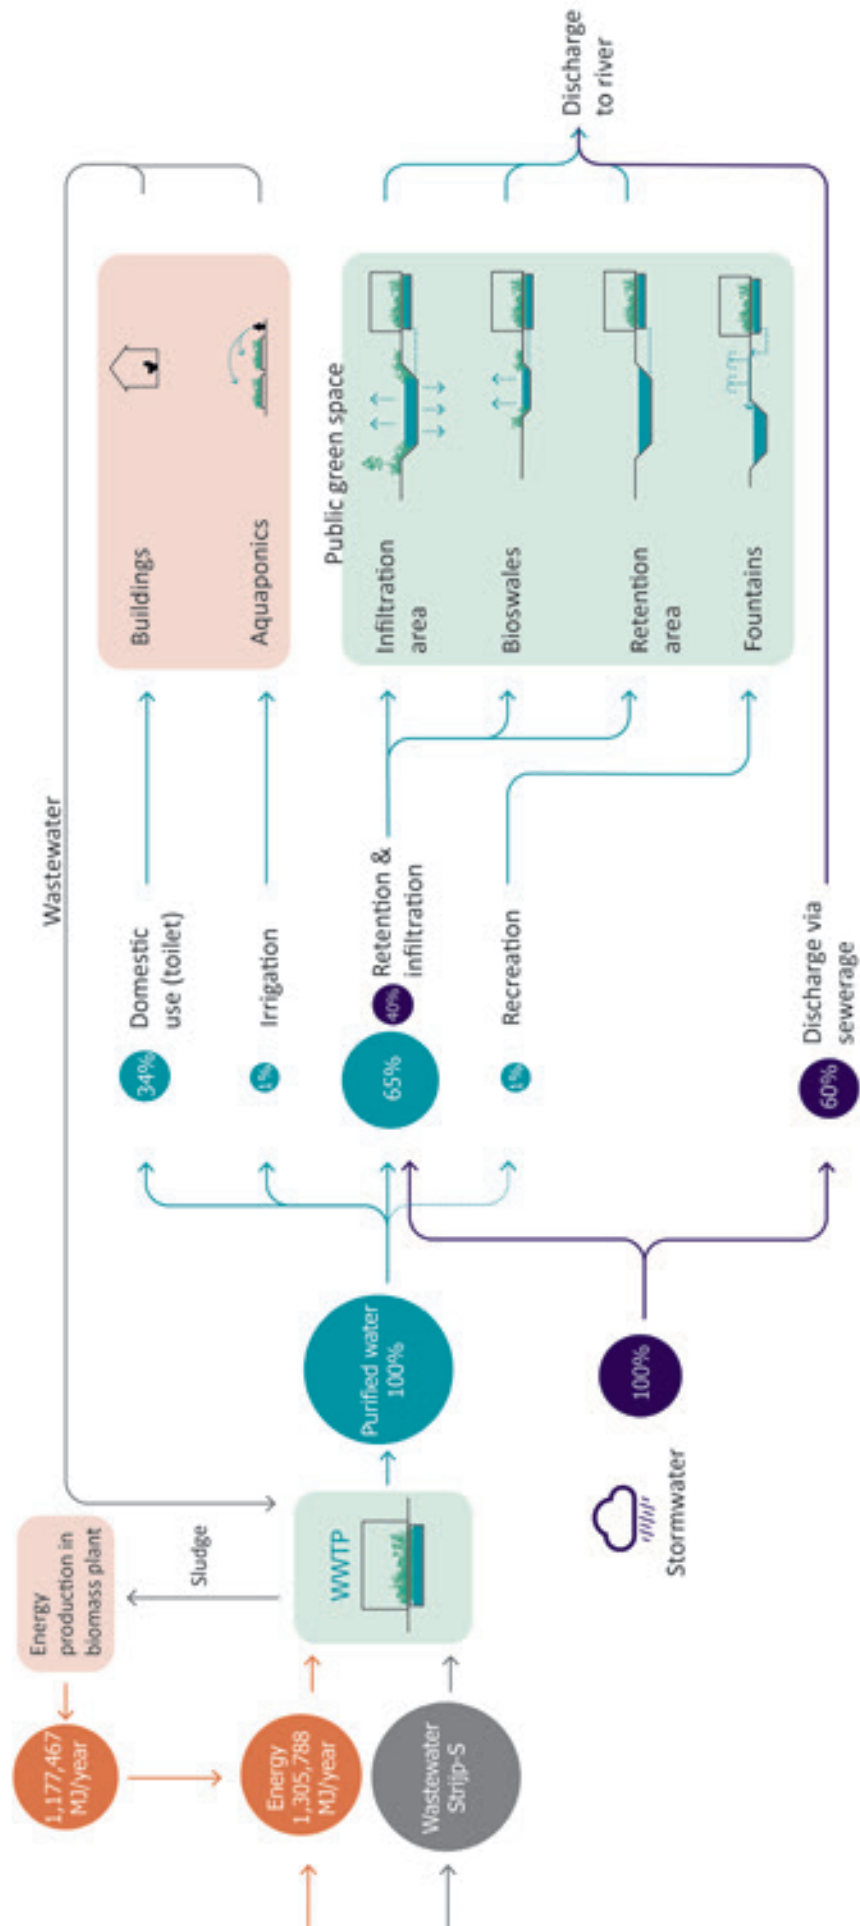 Energy
production in
biomass plant
1,177,467
MJ/year
Energy
1,305,788
MJ/year
Wastewater
Strijp-S
Sludge
WWTP
Purified water
100%
Stormwater
100%
Wastewater
34%
Domestic
use (toilet)
1%
Irrigation
65%
40%
Retention &
infiltration
1%
Recreation
60%
Discharge via
sewerage
Buildings
Aquaponics
Public green space
Infiltration
area
Bioswales
Retention
area
Fountains
Discharge
to river